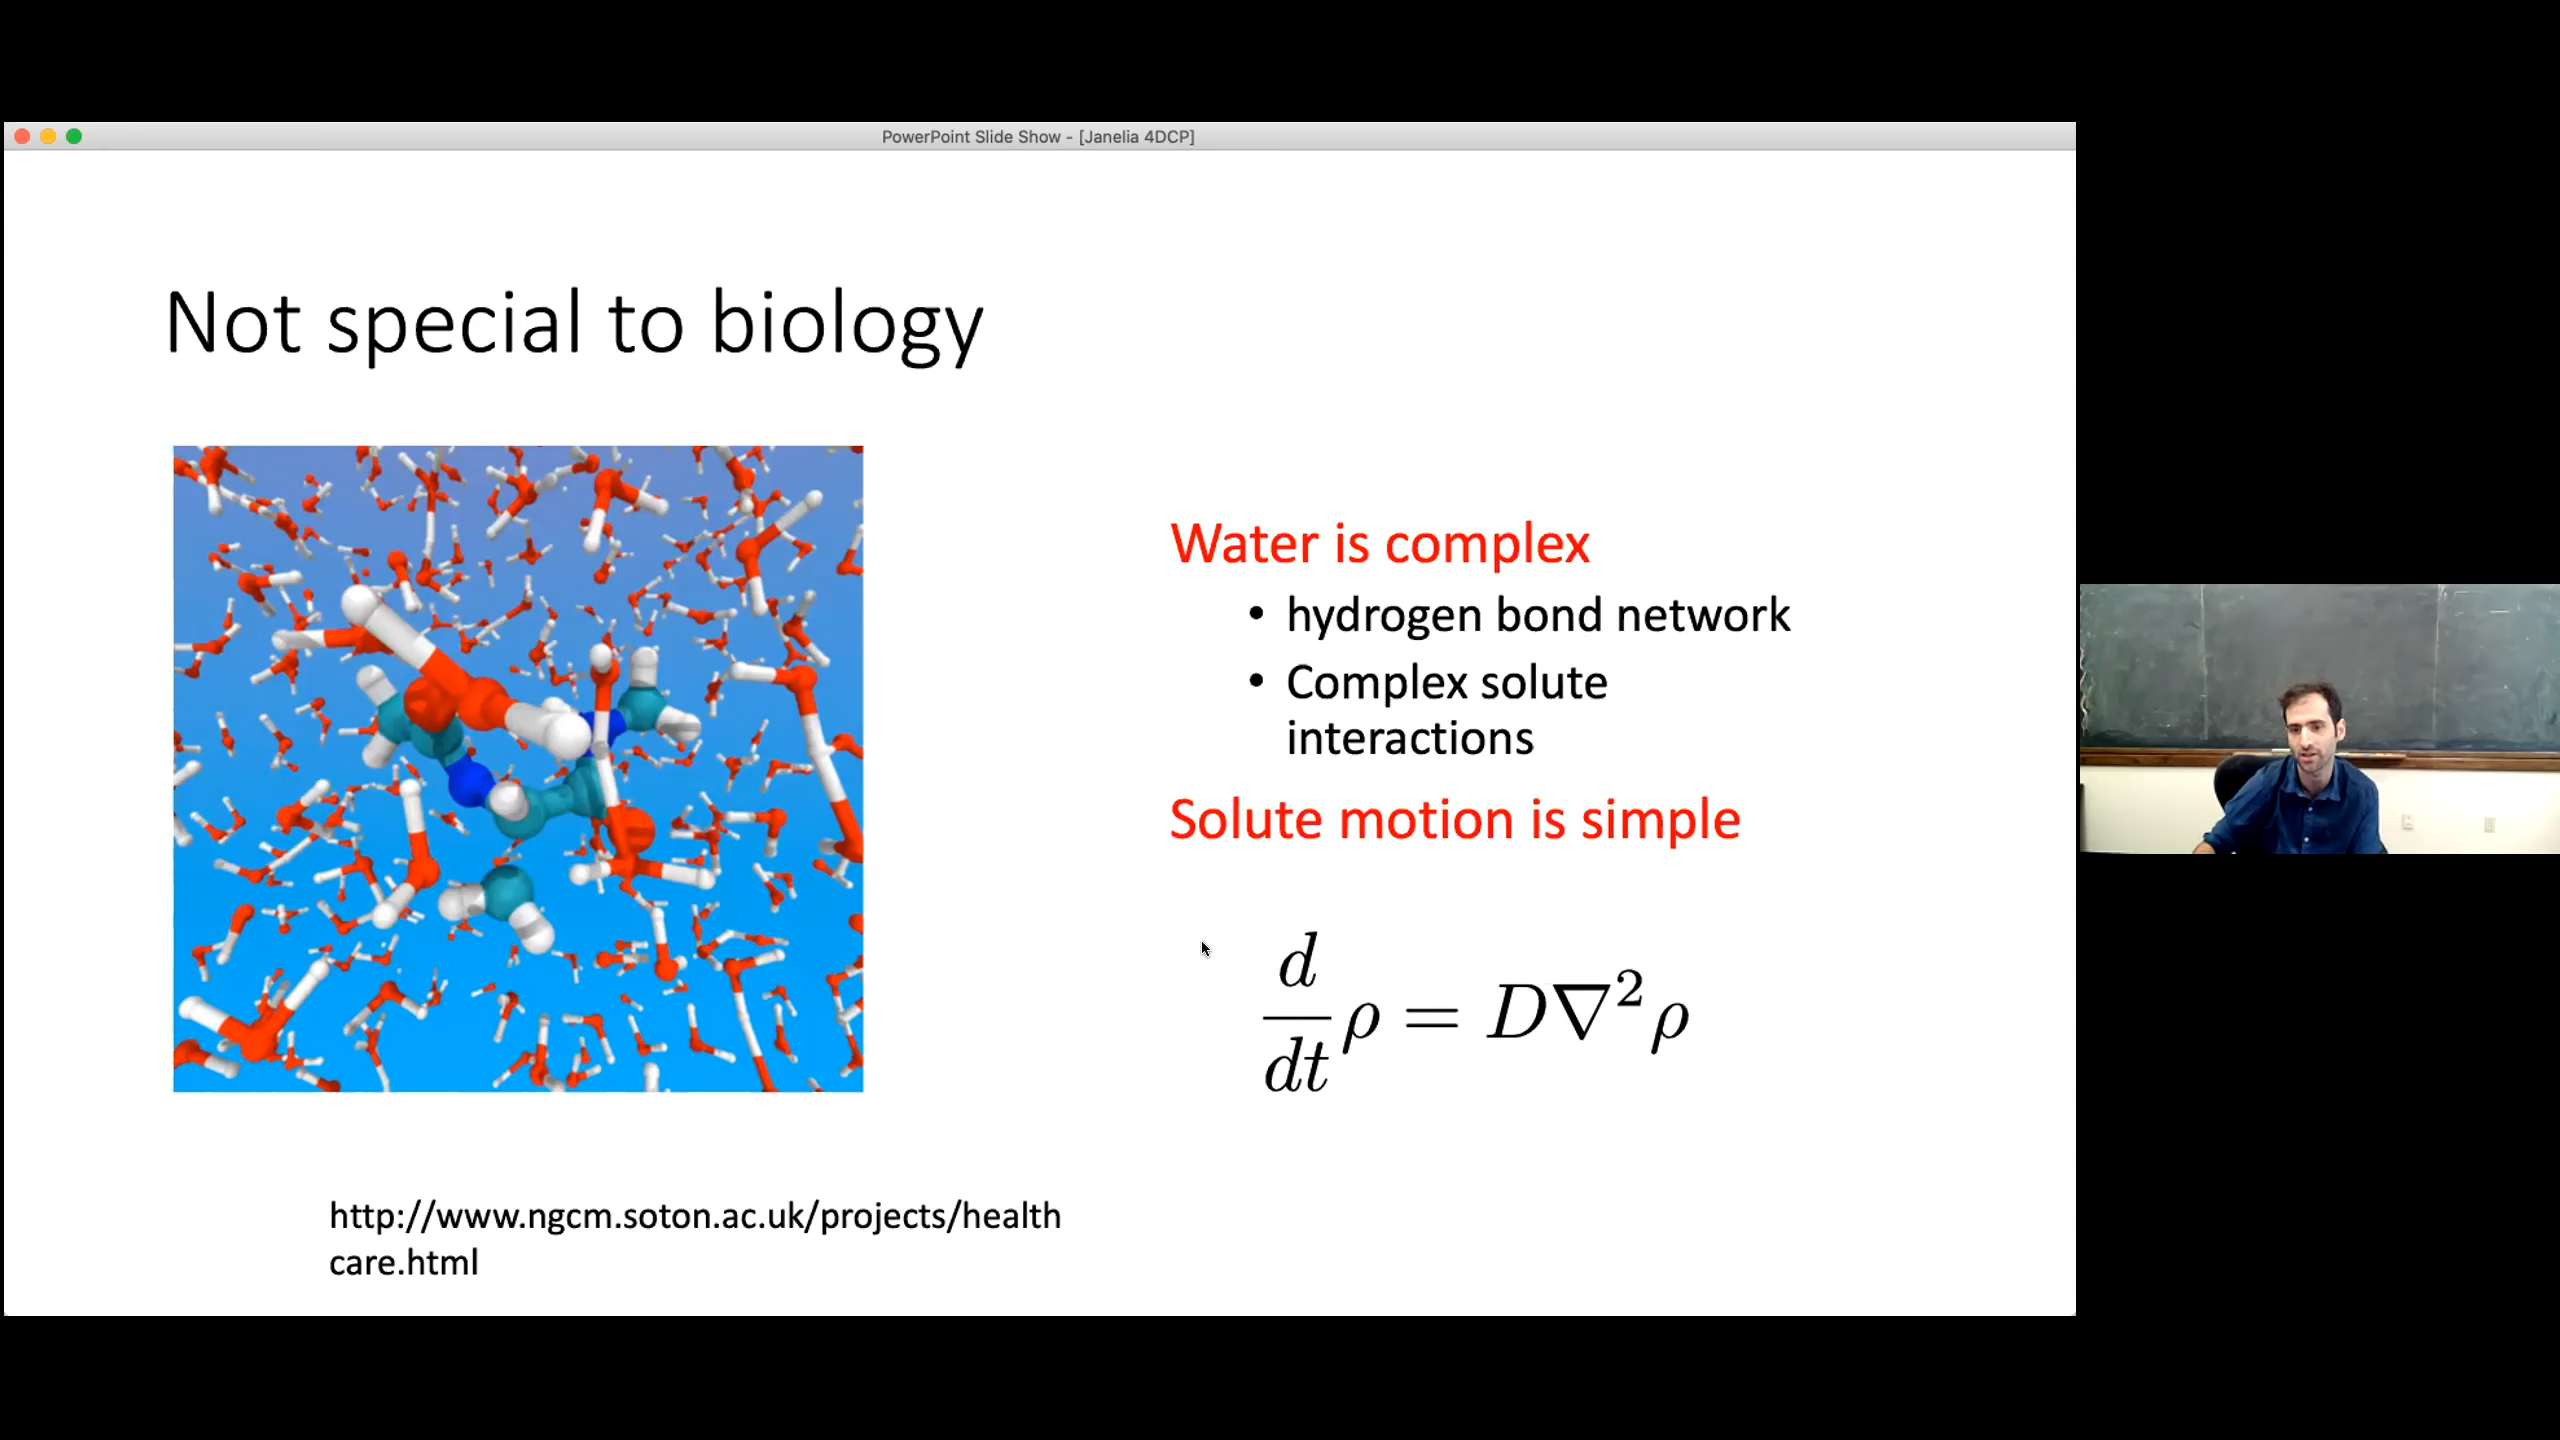 PowerPoint Slide Show - [Janelia 4DCP]
Not special to biology
Water is complex
• hydrogen bond network
• Complex solute
interactions
Solute motion is simple
d/dt ρ = D∇²ρ
http://www.ngcm.soton.ac.uk/projects/health
care.html